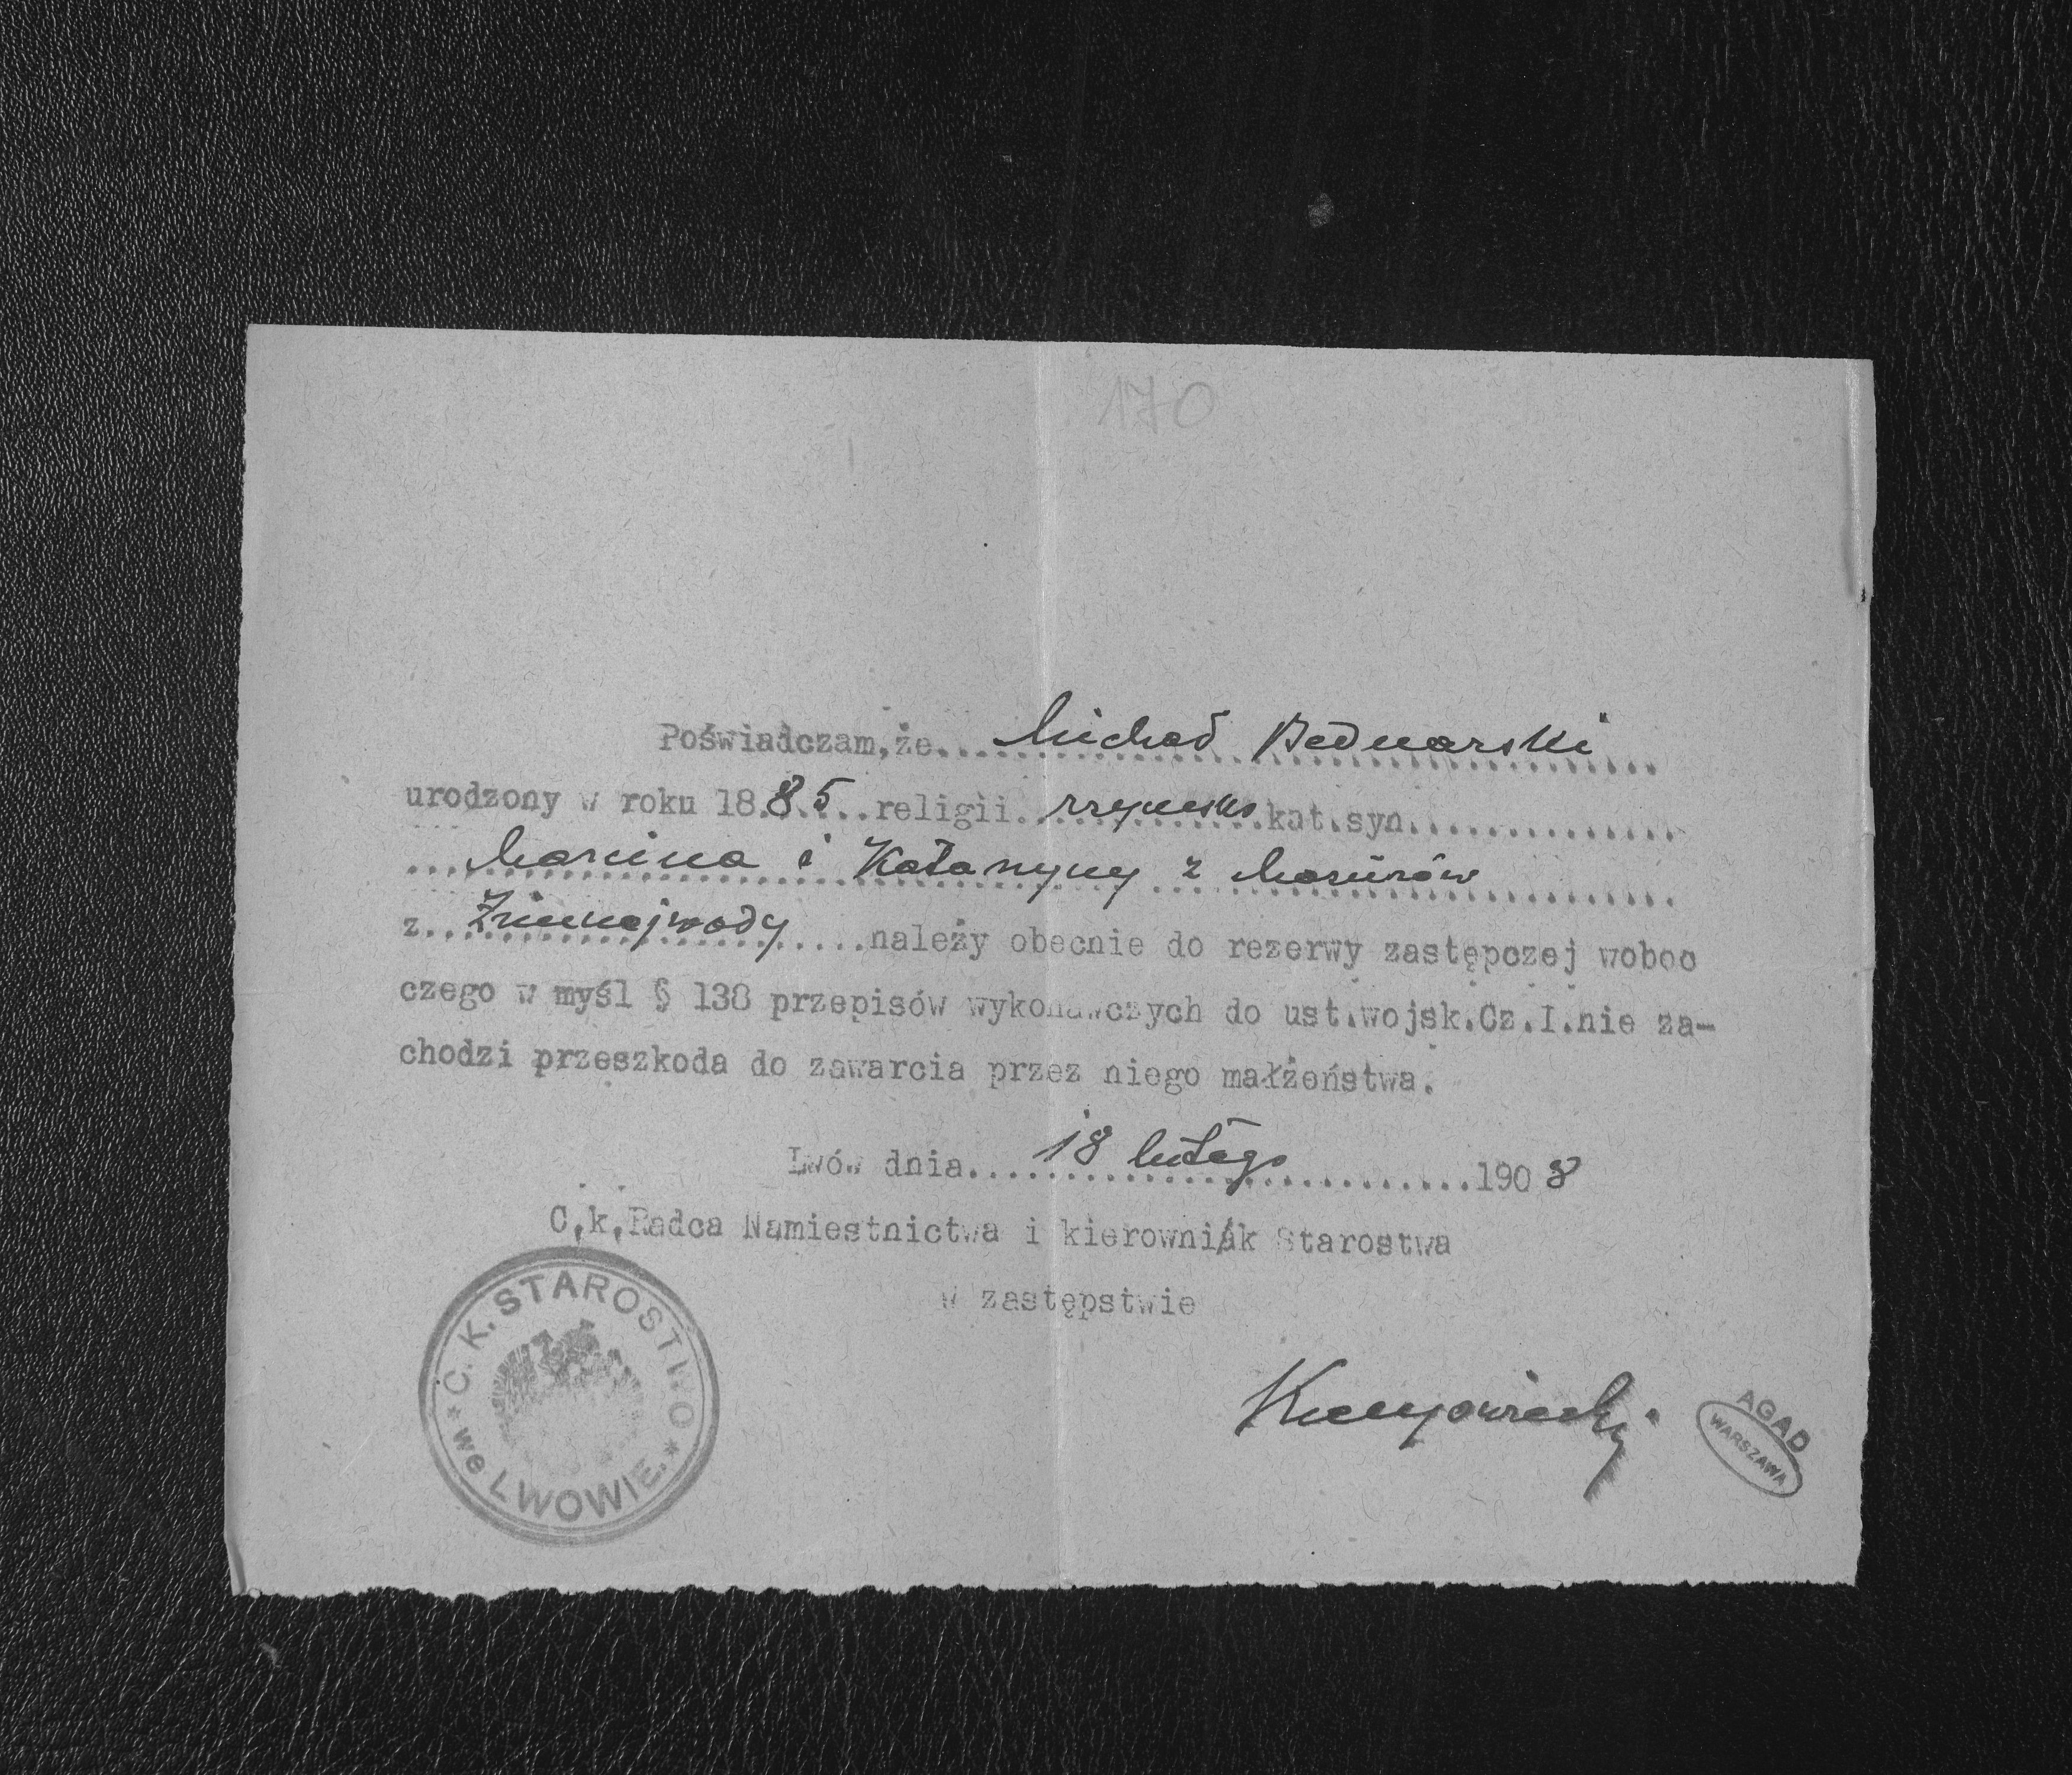 170
Poświadczam, że.... Michał Bednarski
urodzony w roku 1885...religii rzymsko kat.syn..............
... Marcina i Katarzyny z Mazurów
z.. Zimnejwody ....należy obecnie do rezerwy zastępczej woboc
czego w myśl § 138 przepisów wykonawczych do ust.wojsk.Cz.I.nie za-
chodzi przeszkoda do zawarcia przez niego małżeństwa.
Lwów dnia.... 18 lutego ........1908
C.k.Radca Namiestnictwa i kierownik Starostwa
w zastępstwie
C. K. STAROSTWO
* we LWOWIE. *
AGAD
WARSZAWA